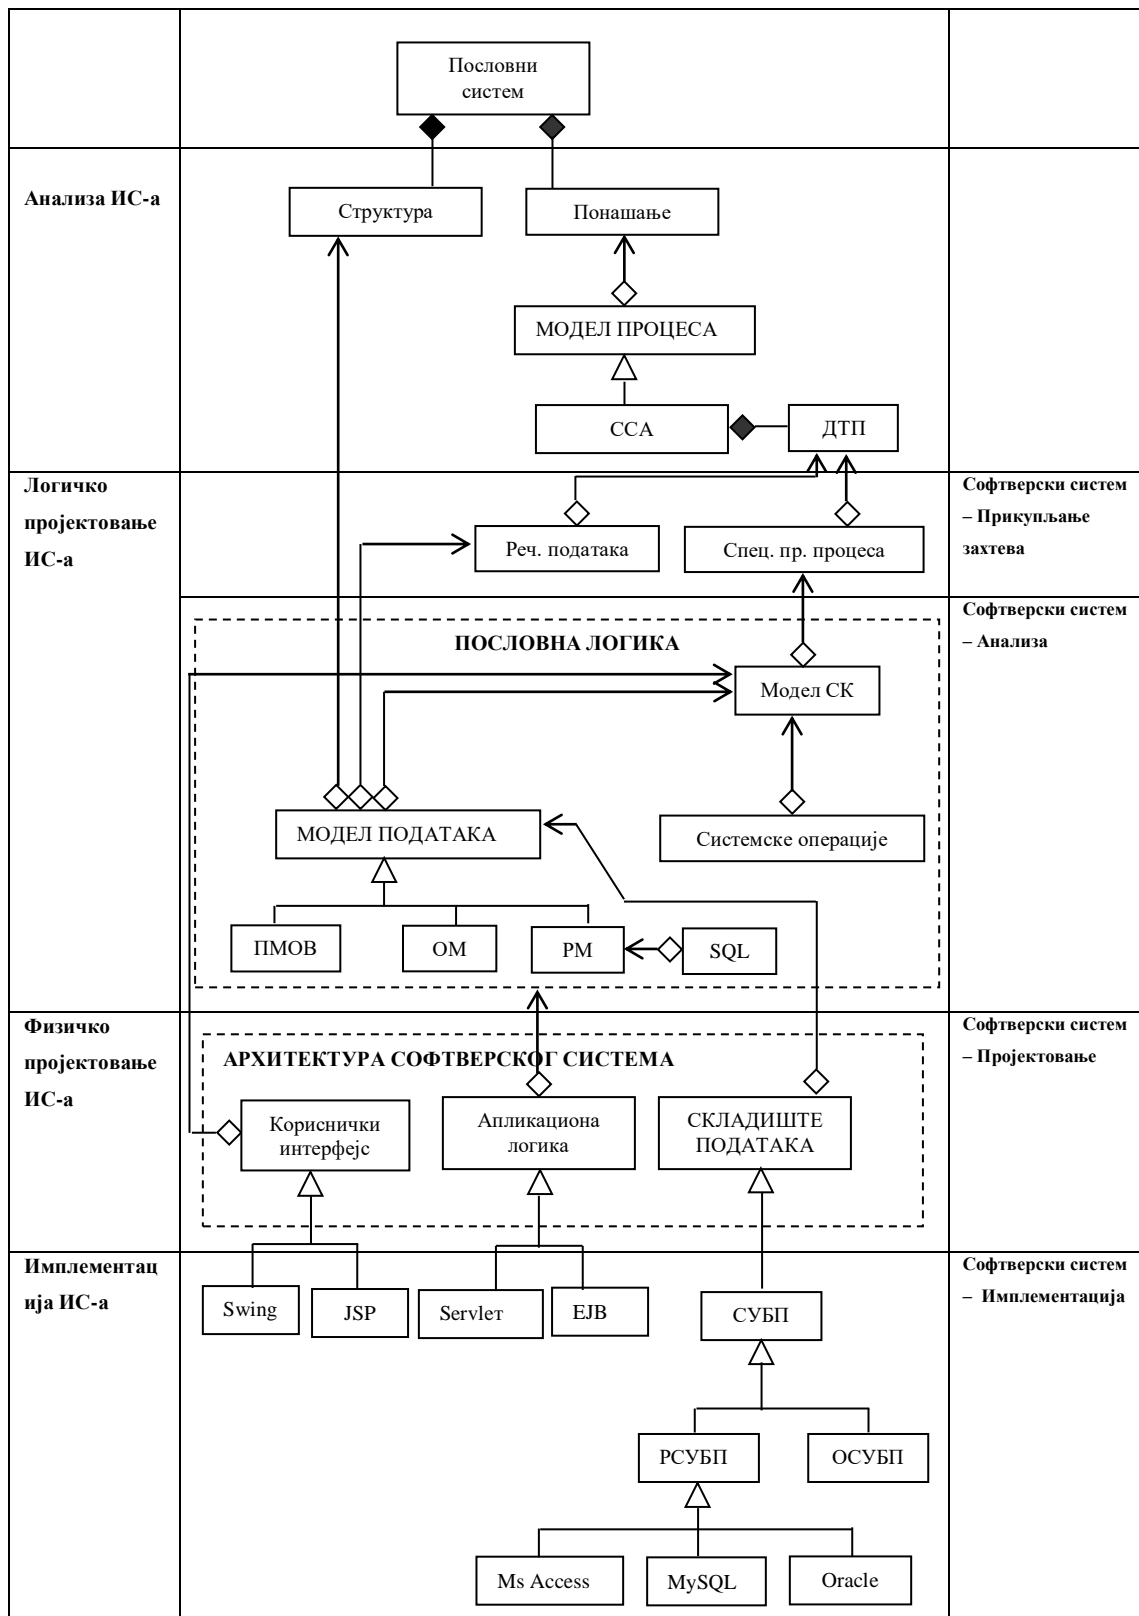 Пословни
систем
Анализа ИС-а
Структура
Понашање
МОДЕЛ ПРОЦЕСА
ССА
ДТП
Логичко
пројектовање
ИС-а
Софтверски систем
– Прикупљање
захтева
Реч. података
Спец. пр. процеса
Софтверски систем
– Анализа
ПОСЛОВНА ЛОГИКА
Модел СК
МОДЕЛ ПОДАТАКА
Системске операције
ПМОВ
ОМ
РМ
SQL
Физичко
пројектовање
ИС-а
Софтверски систем
– Пројектовање
АРХИТЕКТУРА СОФТВЕРСКОГ СИСТЕМА
Кориснички
интерфејс
Апликациона
логика
СКЛАДИШТЕ
ПОДАТАКА
Имплементац
ија ИС-а
Софтверски систем
– Имплементација
Swing
JSP
Servlет
EJB
СУБП
РСУБП
ОСУБП
Ms Access
MySQL
Oracle